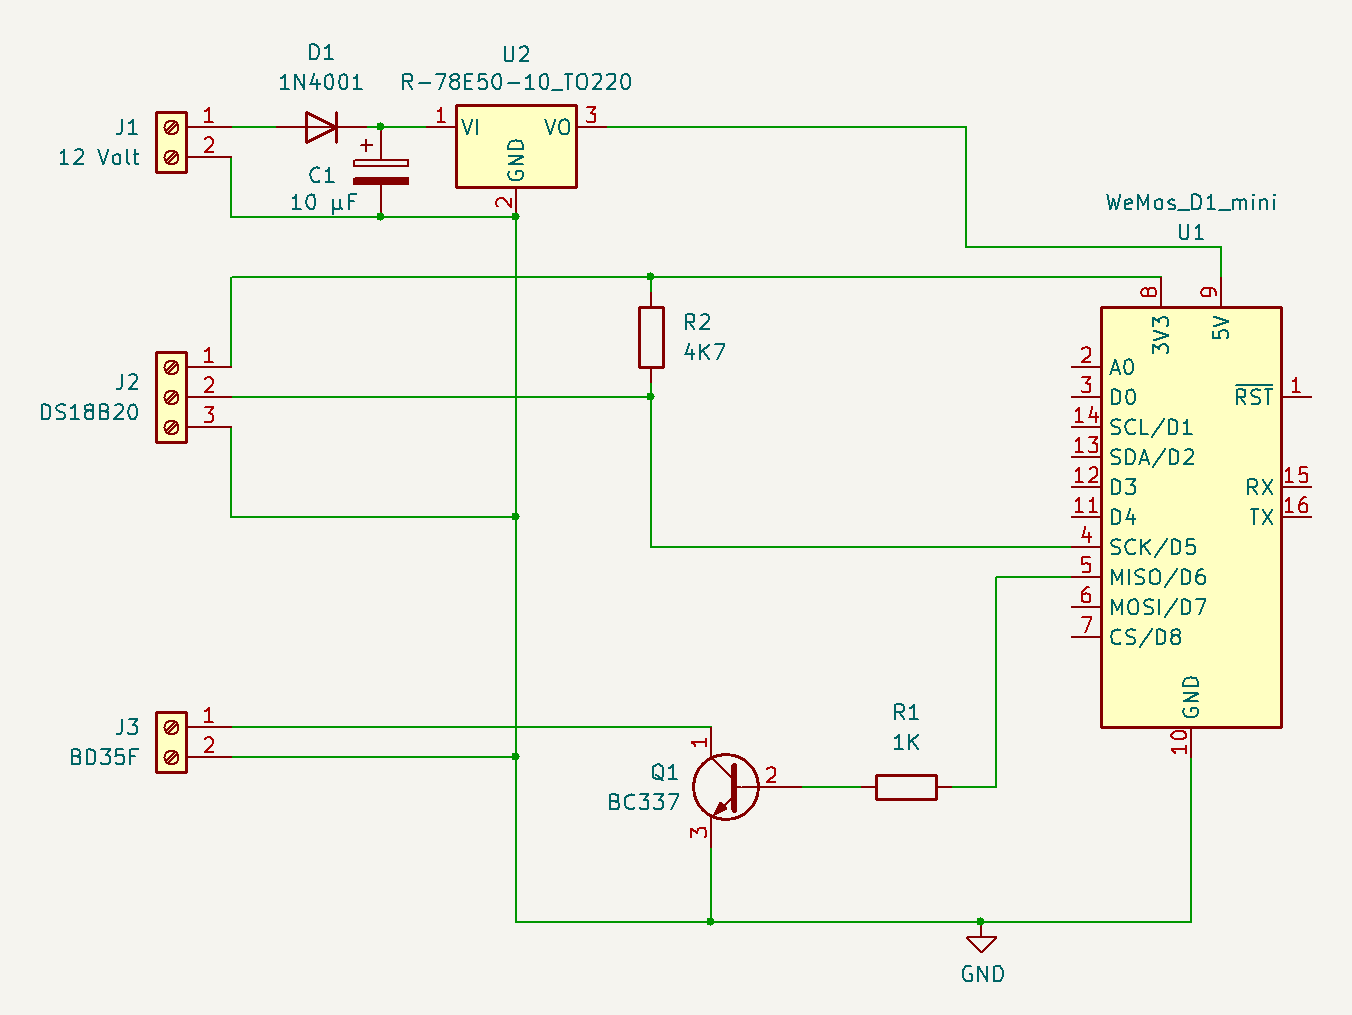 D1
1N4001
U2
R-78E50-10_TO220
J1
12 Volt
1
2
+
C1
10 µF
1
VI
VO
3
GND
2
WeMos_D1_mini
U1
8
9
3V3
5V
R2
4K7
J2
DS18B20
1
2
3
2
A0
3
D0
14
SCL/D1
13
SDA/D2
12
D3
11
D4
4
SCK/D5
5
MISO/D6
6
MOSI/D7
7
CS/D8
RST
1
RX
15
TX
16
GND
10
J3
BD35F
1
2
1
Q1
BC337
2
3
R1
1K
GND